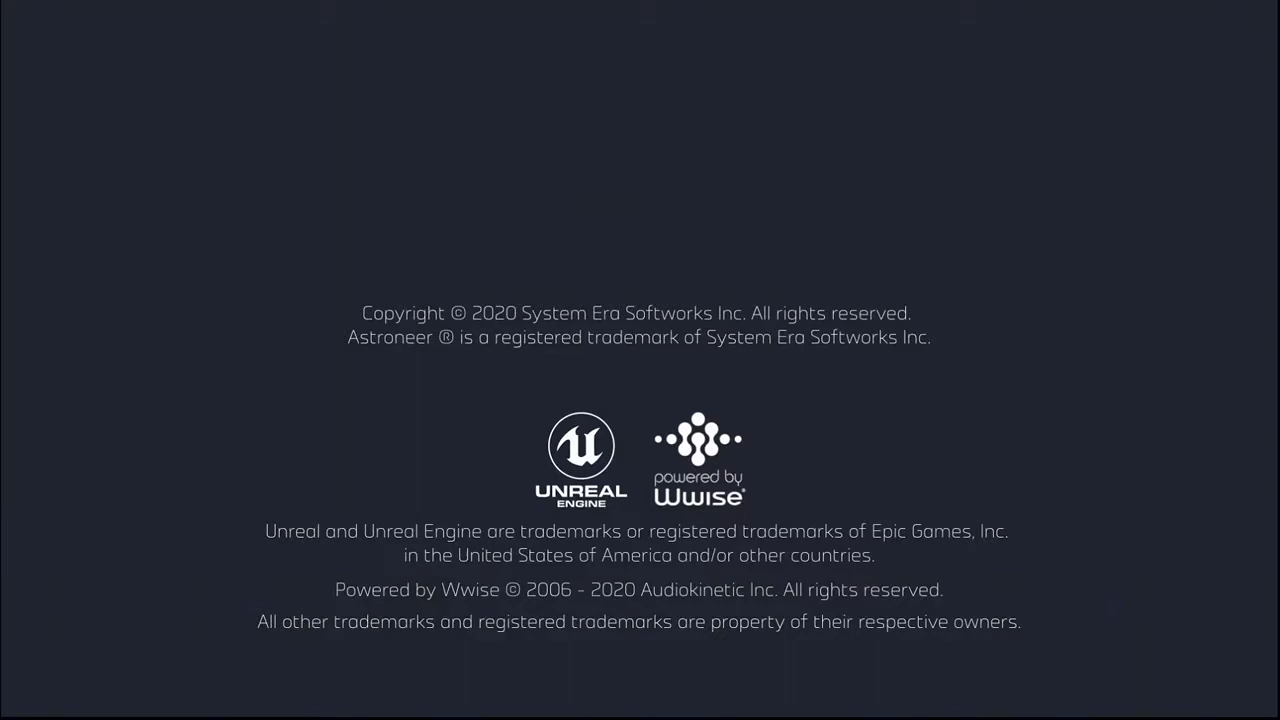 Copyright © 2020 System Era Softworks Inc. All rights reserved.
Astroneer ® is a registered trademark of System Era Softworks Inc.
UNREAL
ENGINE
powered by
Wwise®
Unreal and Unreal Engine are trademarks or registered trademarks of Epic Games, Inc.
in the United States of America and/or other countries.
Powered by Wwise © 2006 - 2020 Audiokinetic Inc. All rights reserved.
All other trademarks and registered trademarks are property of their respective owners.